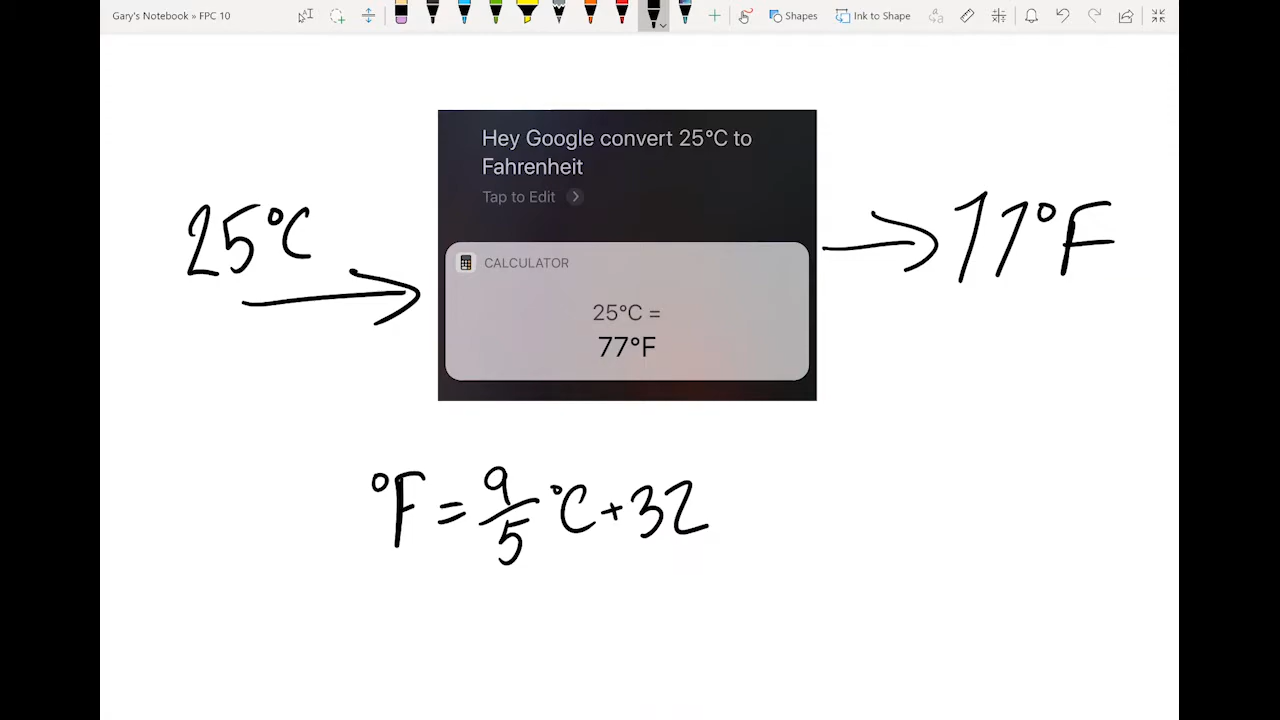 Gary's Notebook » FPC 10
Shapes
Ink to Shape
Hey Google convert 25°C to
Fahrenheit
Tap to Edit
25°C
77°F
CALCULATOR
25°C =
77°F
°F = 9/5 °C + 32